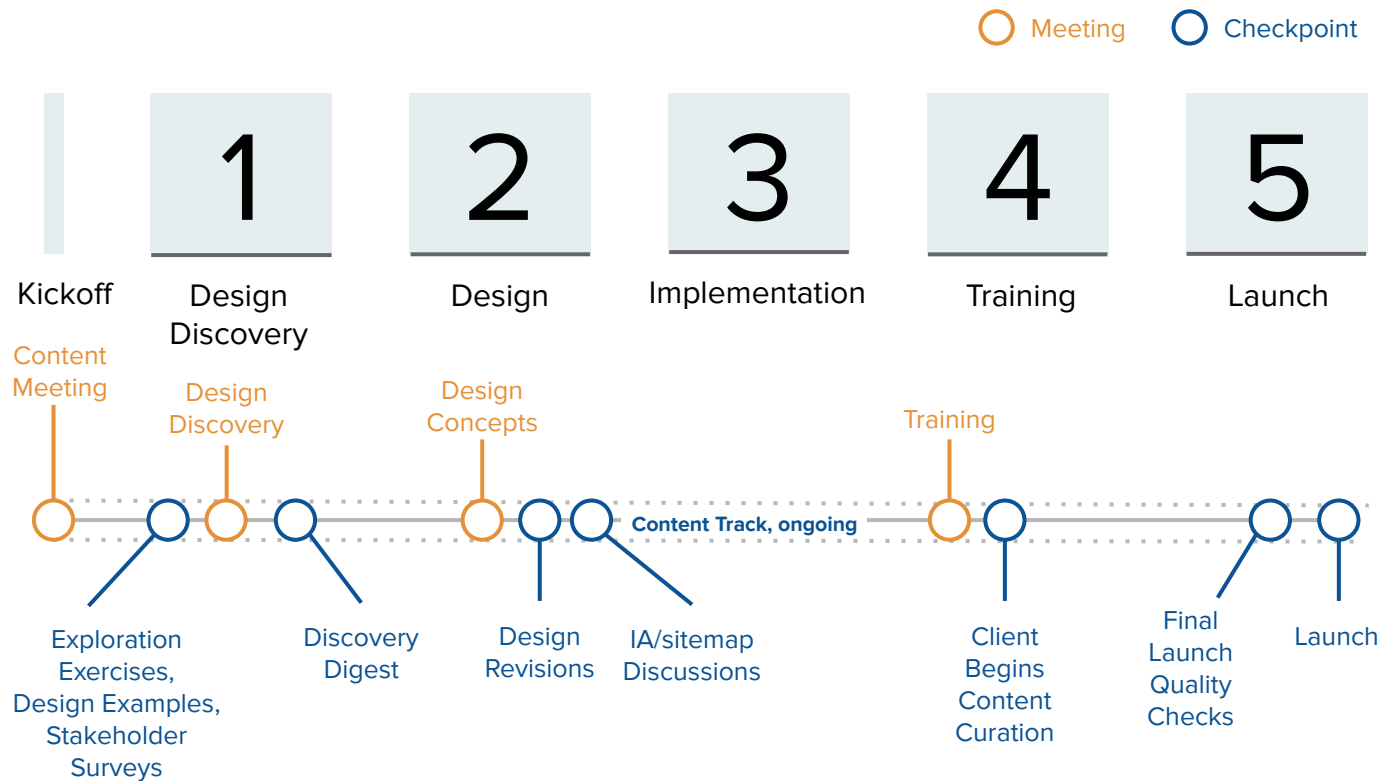 Meeting
Checkpoint
1
2
3
4
5
Kickoff
Design
Discovery
Design
Implementation
Training
Launch
Content
Meeting
Design
Discovery
Design
Concepts
Training
Content Track, ongoing
Exploration
Exercises,
Design Examples,
Stakeholder
Surveys
Discovery
Digest
Design
Revisions
IA/sitemap
Discussions
Client
Begins
Content
Curation
Final
Launch
Quality
Checks
Launch